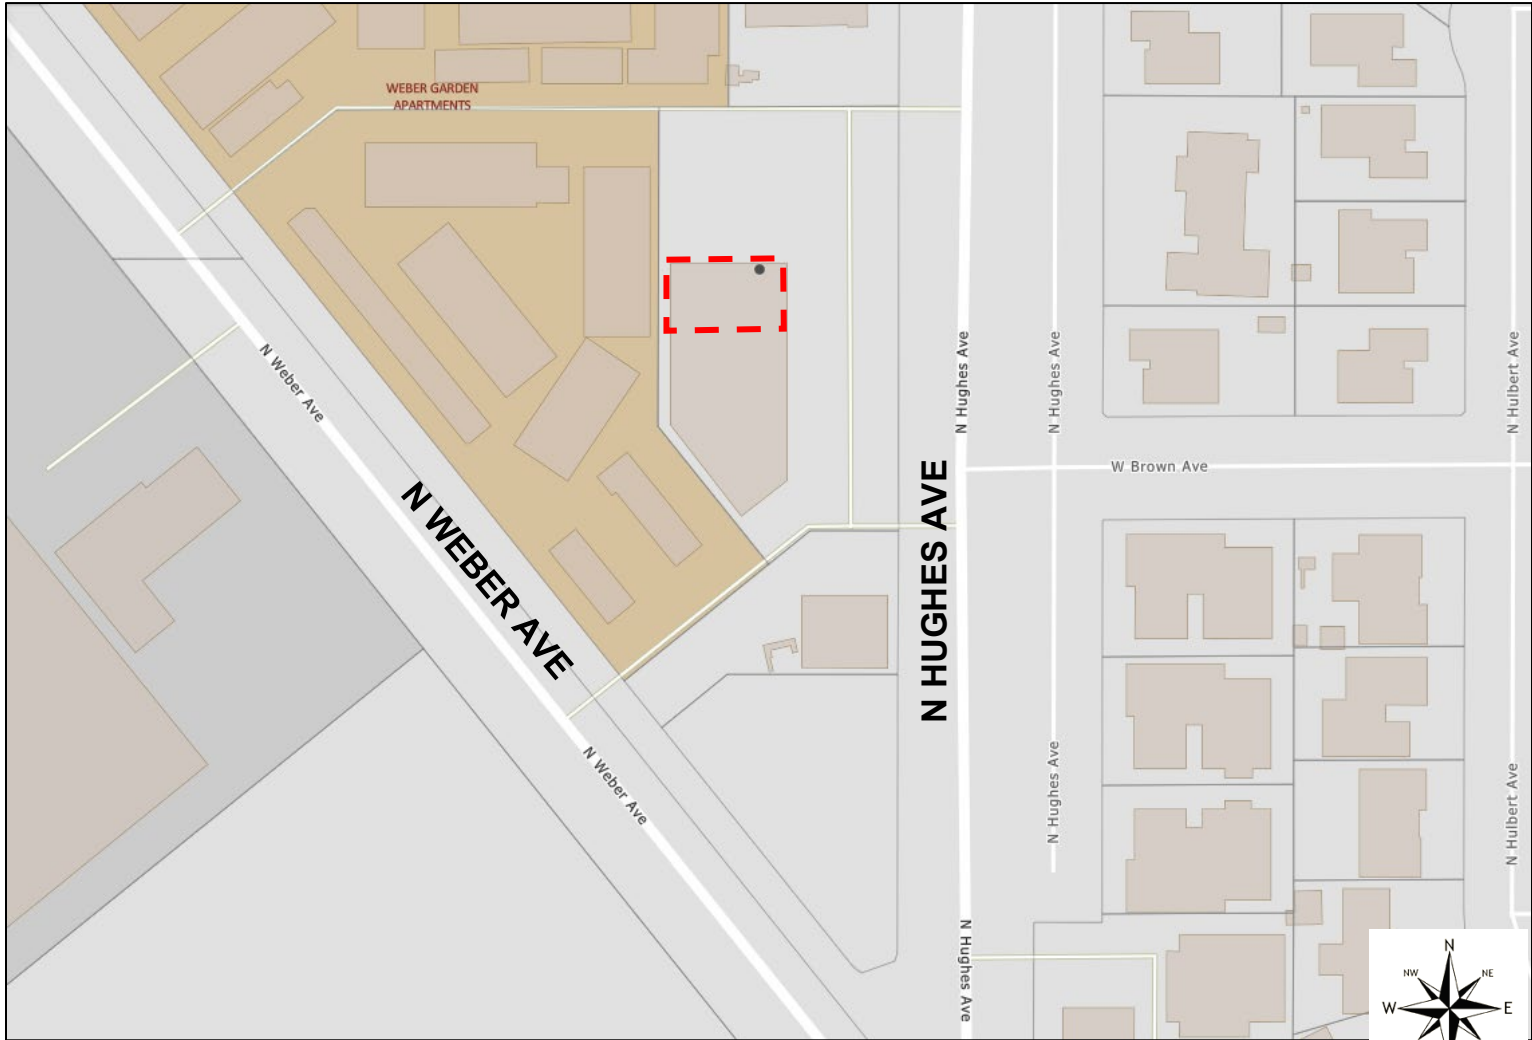 WEBER GARDEN
APARTMENTS
N Weber Ave
N Hughes Ave
N Hughes Ave
N Hulbert Ave
W Brown Ave
N WEBER AVE
N HUGHES AVE
N Weber Ave
N Hughes Ave
N Hulbert Ave
N Hughes Ave
N
NW
NE
W
E